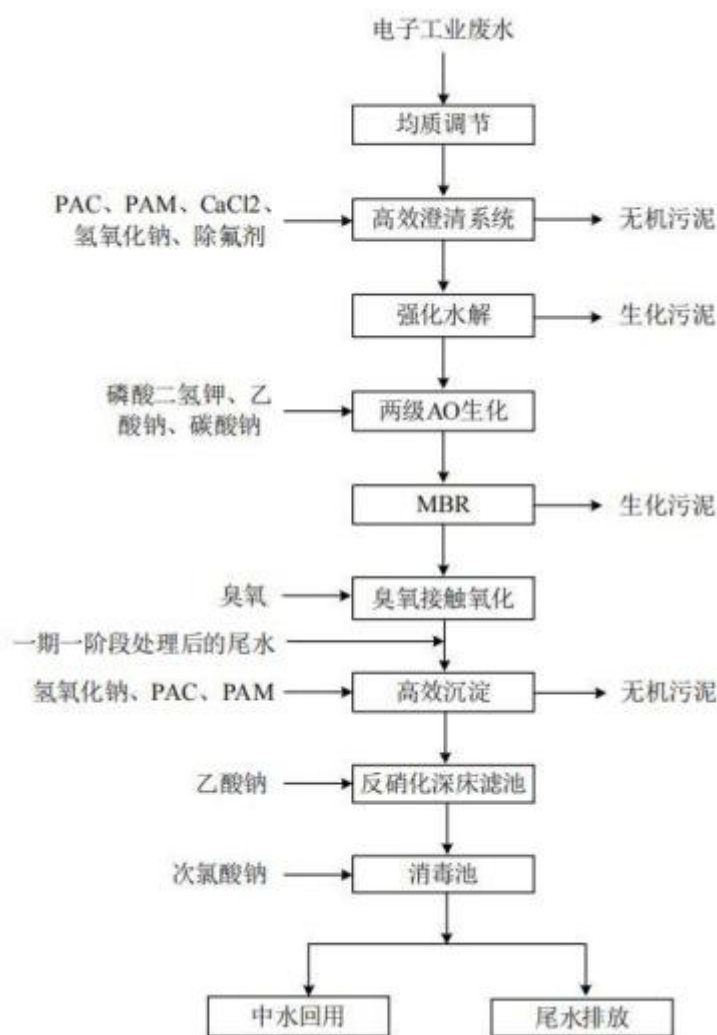 电子工业废水
均质调节
PAC、PAM、CaCl2、
氢氧化钠、除氟剂
高效澄清系统
无机污泥
强化水解
生化污泥
磷酸二氢钾、乙
酸钠、碳酸钠
两级AO生化
MBR
生化污泥
臭氧
臭氧接触氧化
一期一阶段处理后的尾水
氢氧化钠、PAC、PAM
高效沉淀
无机污泥
乙酸钠
反硝化深床滤池
次氯酸钠
消毒池
中水回用
尾水排放